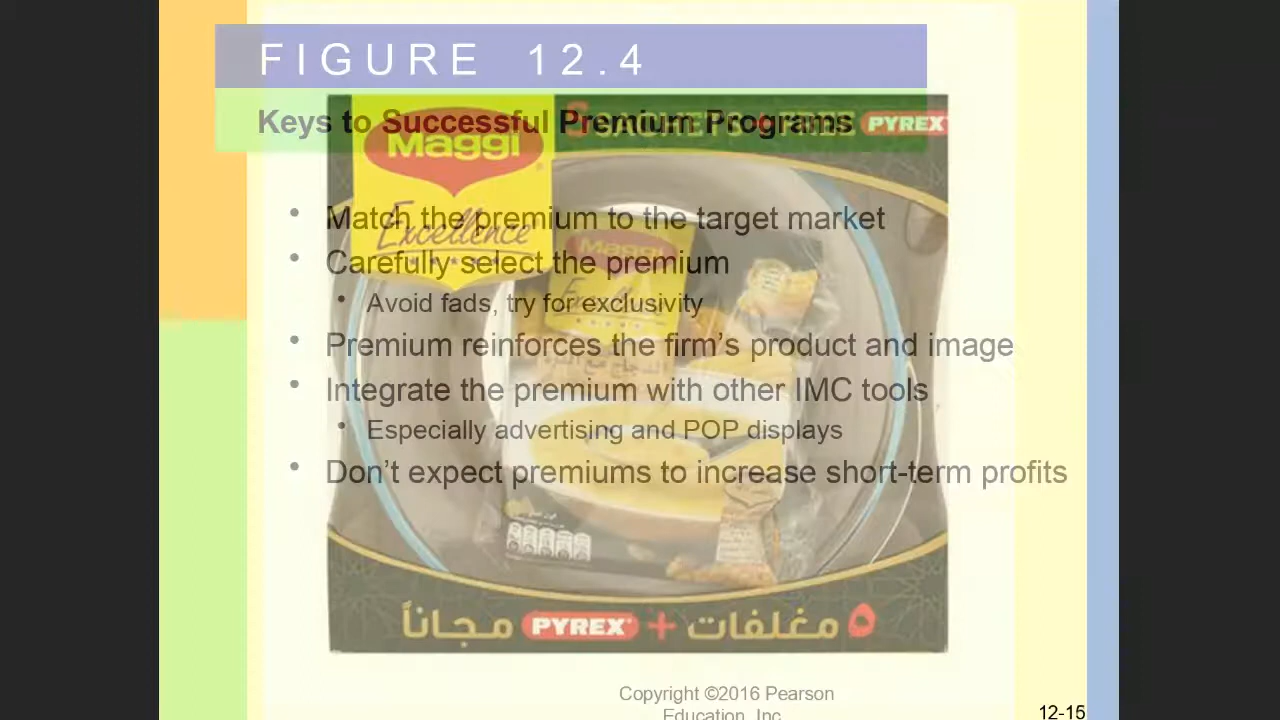 FIGURE 12.4
Keys to Successful Premium Programs
SACHETS + FREE PYREX
Maggi
Excellence
Maggi
• Match the premium to the target market
• Carefully select the premium
• Avoid fads, try for exclusivity
• Premium reinforces the firm's product and image
• Integrate the premium with other IMC tools
• Especially advertising and POP displays
• Don't expect premiums to increase short-term profits
٥ مغلفات + PYREX مجاناً
Copyright ©2016 Pearson
Education, Inc
12-15